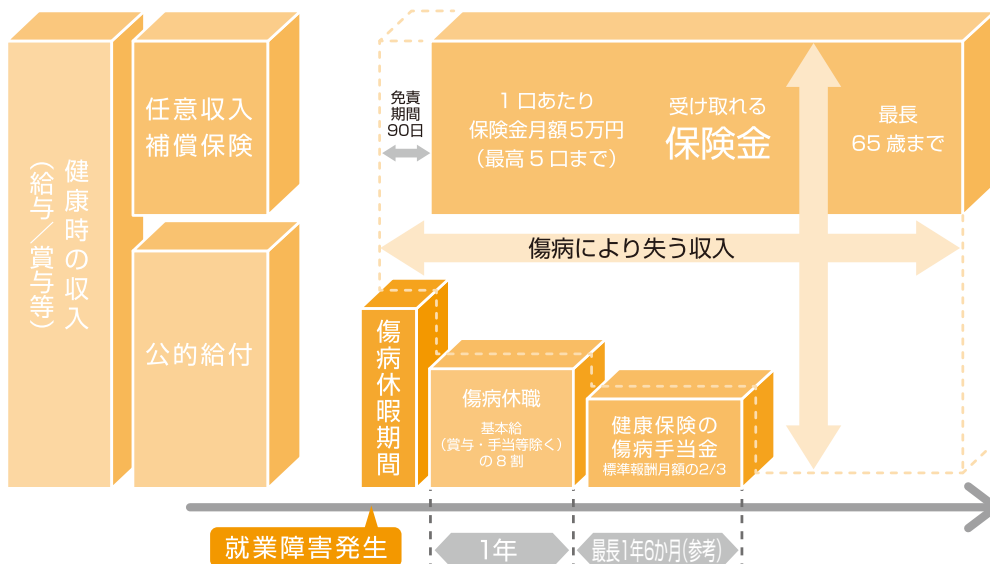 健康時の収入
（給与／賞与等）
任意収入
補償保険
公的給付
免責
期間
90日
1口あたり
保険金月額5万円
（最高5口まで）
受け取れる
保険金
最長
65歳まで
傷病により失う収入
傷病休暇期間
傷病休職
基本給
（賞与・手当等除く）
の8割
健康保険の
傷病手当金
標準報酬月額の2/3
就業障害発生
1年
最長1年6か月(参考)